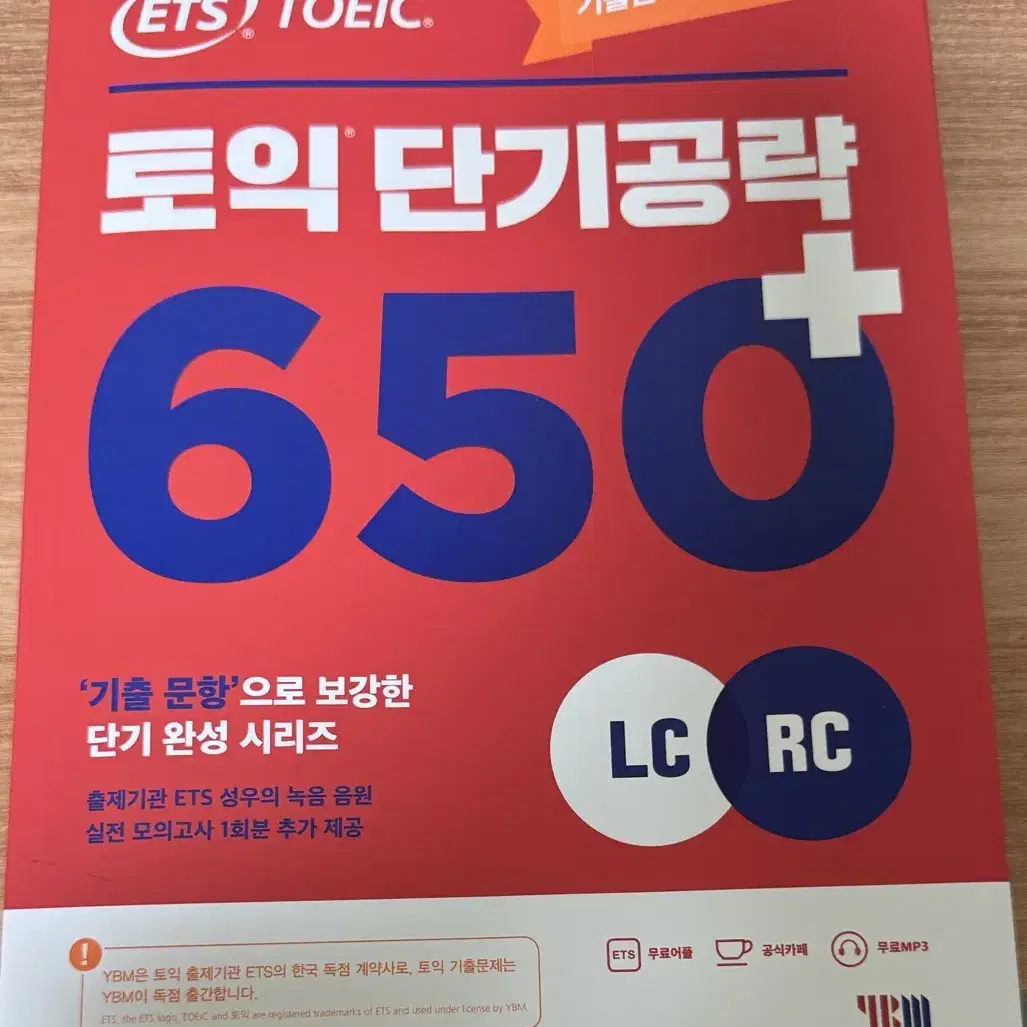 ETS® TOEIC®
토익® 단기공략
650+
'기출 문항'으로 보강한
단기 완성 시리즈
출제기관 ETS 성우의 녹음 음원
실전 모의고사 1회분 추가 제공
LC RC
! YBM은 토익 출제기관 ETS의 한국 독점 계약사로, 토익 기출문제는
YBM이 독점 출간합니다.
ETS, the ETS logo, TOEIC and 토익 are registered trademarks of ETS and used under license by YBM.
ETS 무료어플 공식카페 무료MP3
YBM